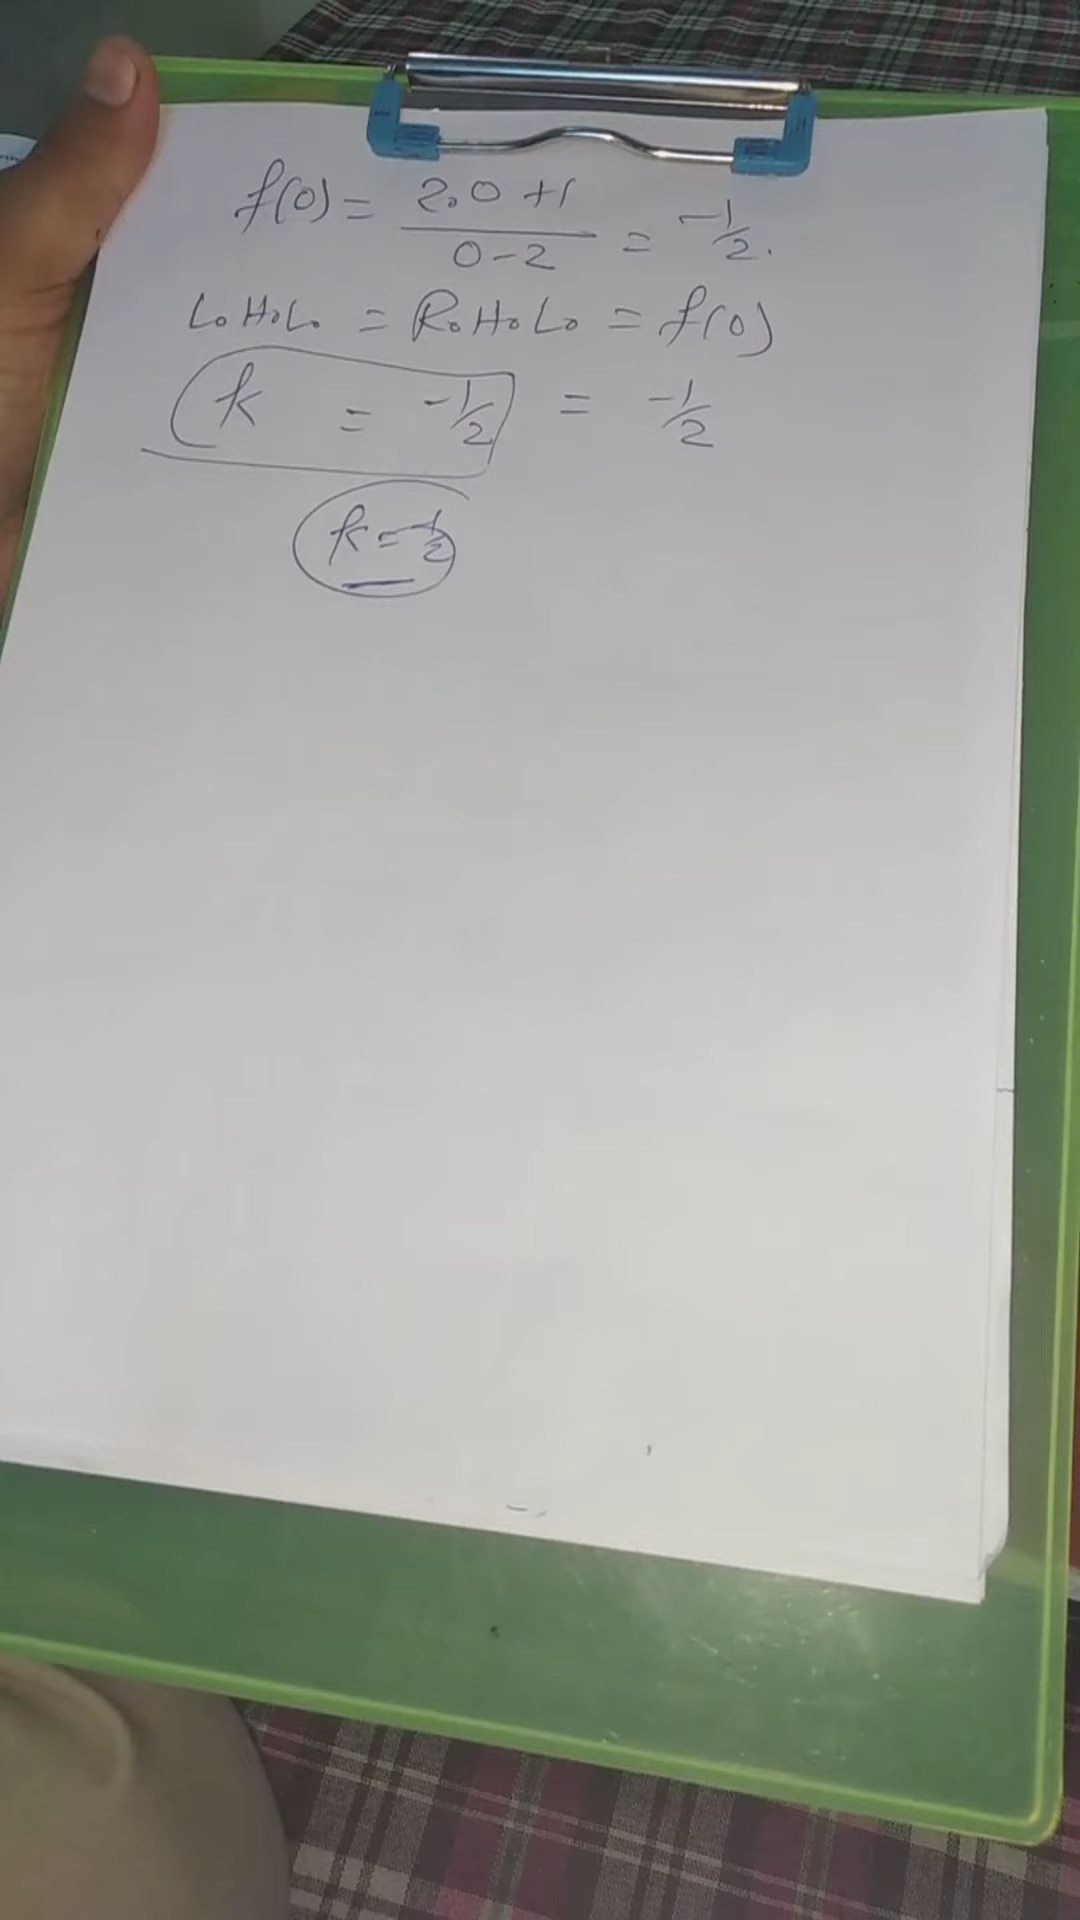 f(0) = (2.0+1)/(0-2) = -1/2.
L.H.L. = R.H.L. = f(0)
k = -1/2 = -1/2
k = -1/2